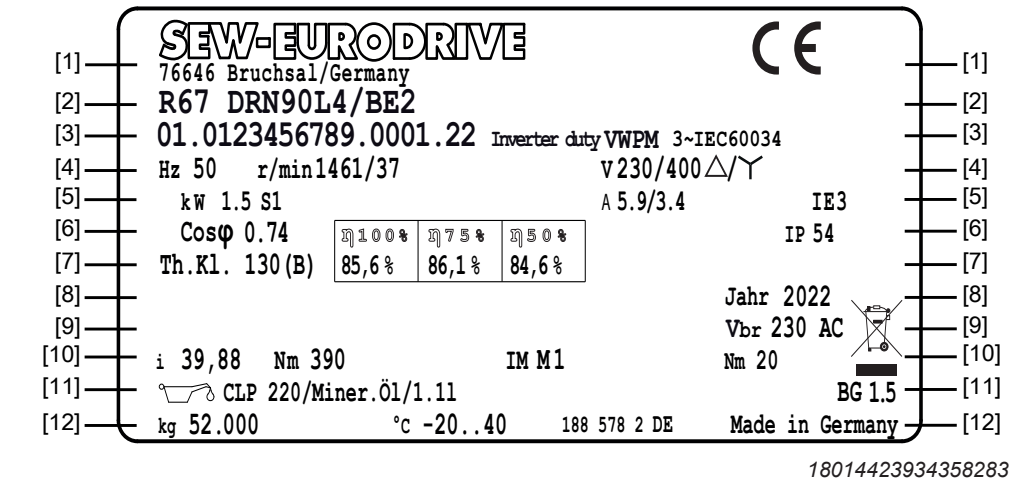 SEW-EURODRIVE CE
[1] 76646 Bruchsal/Germany [1]
[2] R67 DRN90L4/BE2 [2]
[3] 01.0123456789.0001.22 Inverter duty VWPM 3~IEC60034 [3]
[4] Hz 50 r/min 1461/37 V 230/400 △/Y [4]
[5] kW 1.5 S1 A 5.9/3.4 IE3 [5]
[6] Cosφ 0.74 η100% η75% η50% IP 54 [6]
[7] Th.Kl. 130(B) 85,6% 86,1% 84,6% [7]
[8] Jahr 2022 [8]
[9] Vbr 230 AC [9]
[10] i 39,88 Nm 390 IM M1 Nm 20 [10]
[11] CLP 220/Miner.Öl/1.1l BG 1.5 [11]
[12] kg 52.000 °C -20..40 188 578 2 DE Made in Germany [12]
18014423934358283